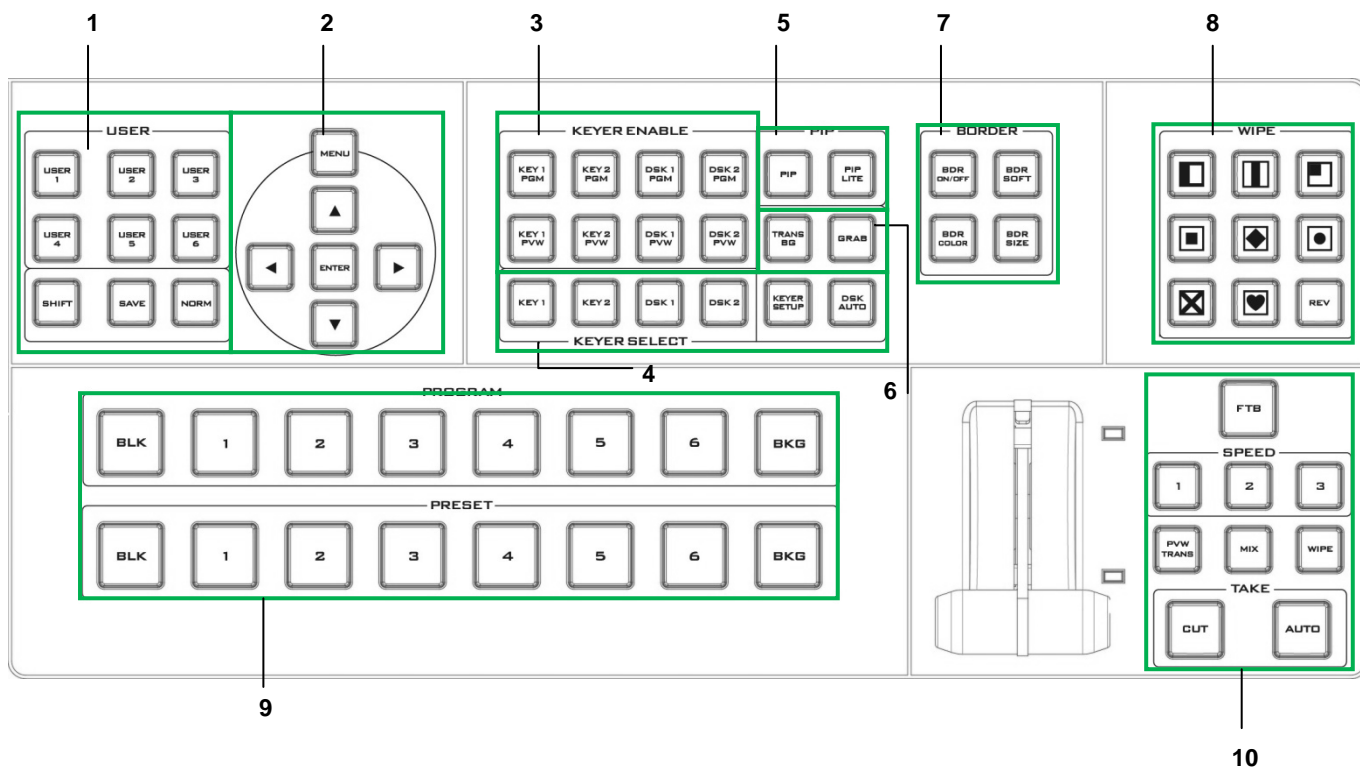 1 2 3 5 7 8
USER
USER 1
USER 2
USER 3
USER 4
USER 5
USER 6
SHIFT
SAVE
NORM
MENU
ENTER
KEYER ENABLE
KEY 1 PGM
KEY 2 PGM
DSK 1 PGM
DSK 2 PGM
KEY 1 PVW
KEY 2 PVW
DSK 1 PVW
DSK 2 PVW
KEY 1
KEY 2
DSK 1
DSK 2
KEYER SELECT
4
PIP
PIP
PIP LITE
TRANS BG
GRAB
KEYER SETUP
DSK AUTO
6
BORDER
BDR ON/OFF
BDR SOFT
BDR COLOR
BDR SIZE
WIPE
REV
PROGRAM
BLK 1 2 3 4 5 6 BKG
PRESET
BLK 1 2 3 4 5 6 BKG
9
FTB
SPEED
1 2 3
PVW TRANS
MIX
WIPE
TAKE
CUT
AUTO
10